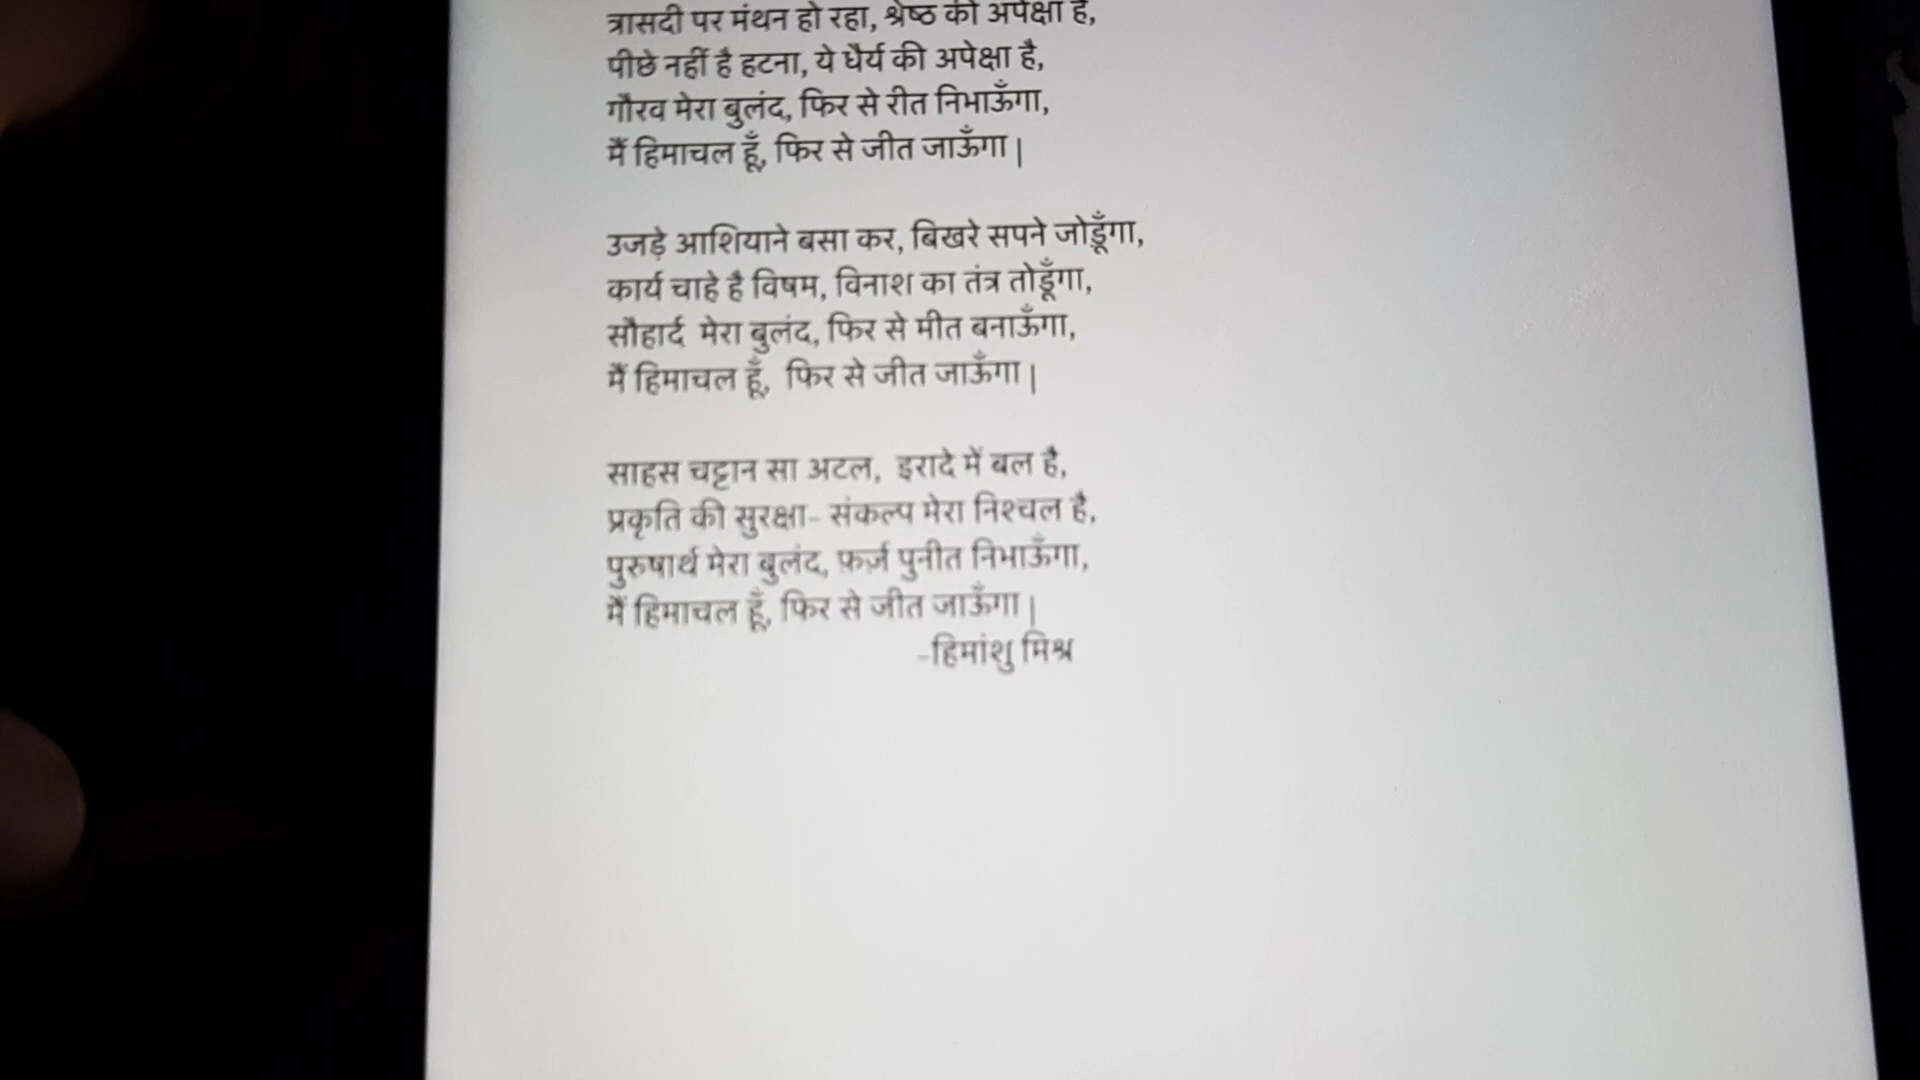 त्रासदी पर मंथन हो रहा, श्रेष्ठ की अपेक्षा है,
पीछे नहीं है हटना, ये धैर्य की अपेक्षा है,
गौरव मेरा बुलंद, फिर से रीत निभाऊँगा,
मैं हिमाचल हूँ, फिर से जीत जाऊँगा |
उजड़े आशियाने बसा कर, बिखरे सपने जोडूँगा,
कार्य चाहे है विषम, विनाश का तंत्र तोडूँगा,
सौहार्द मेरा बुलंद, फिर से मीत बनाऊँगा,
मैं हिमाचल हूँ, फिर से जीत जाऊँगा |
साहस चट्टान सा अटल, इरादे में बल है,
प्रकृति की सुरक्षा- संकल्प मेरा निश्चल है,
पुरुषार्थ मेरा बुलंद, फ़र्ज़ पुनीत निभाऊँगा,
मैं हिमाचल हूँ, फिर से जीत जाऊँगा |
-हिमांशु मिश्र